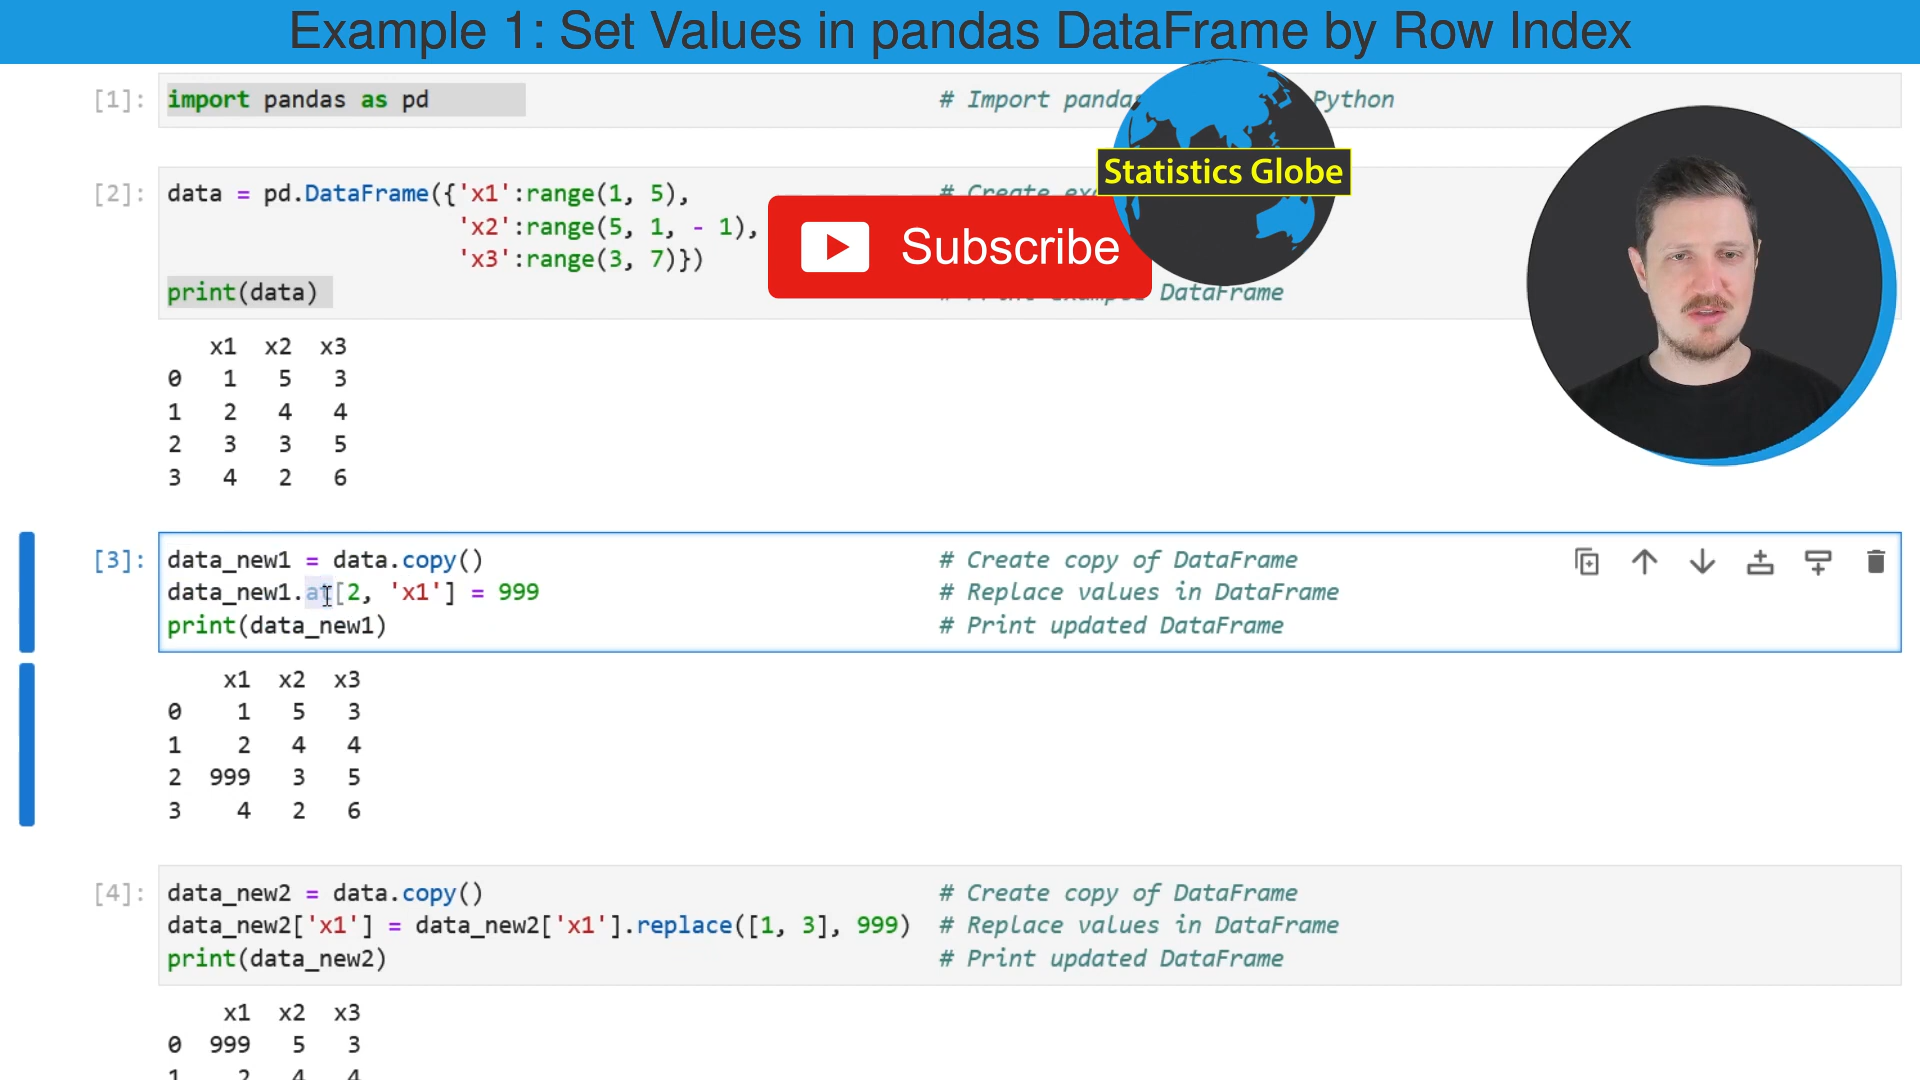 Example 1: Set Values in pandas DataFrame by Row Index
[1]: import pandas as pd # Import Python
Statistics Globe
[2]: data = pd.DataFrame({'x1':range(1, 5), # Create
'x2':range(5, 1, - 1),
Subscribe
'x3':range(3, 7)})
print(data) DataFrame
x1 x2 x3
0 1 5 3
1 2 4 4
2 3 3 5
3 4 2 6
[3]: data_new1 = data.copy() # Create copy of DataFrame
data_new1.at[2, 'x1'] = 999 # Replace values in DataFrame
print(data_new1) # Print updated DataFrame
x1 x2 x3
0 1 5 3
1 2 4 4
2 999 3 5
3 4 2 6
[4]: data_new2 = data.copy() # Create copy of DataFrame
data_new2['x1'] = data_new2['x1'].replace([1, 3], 999) # Replace values in DataFrame
print(data_new2) # Print updated DataFrame
x1 x2 x3
0 999 5 3
1 2 4 4